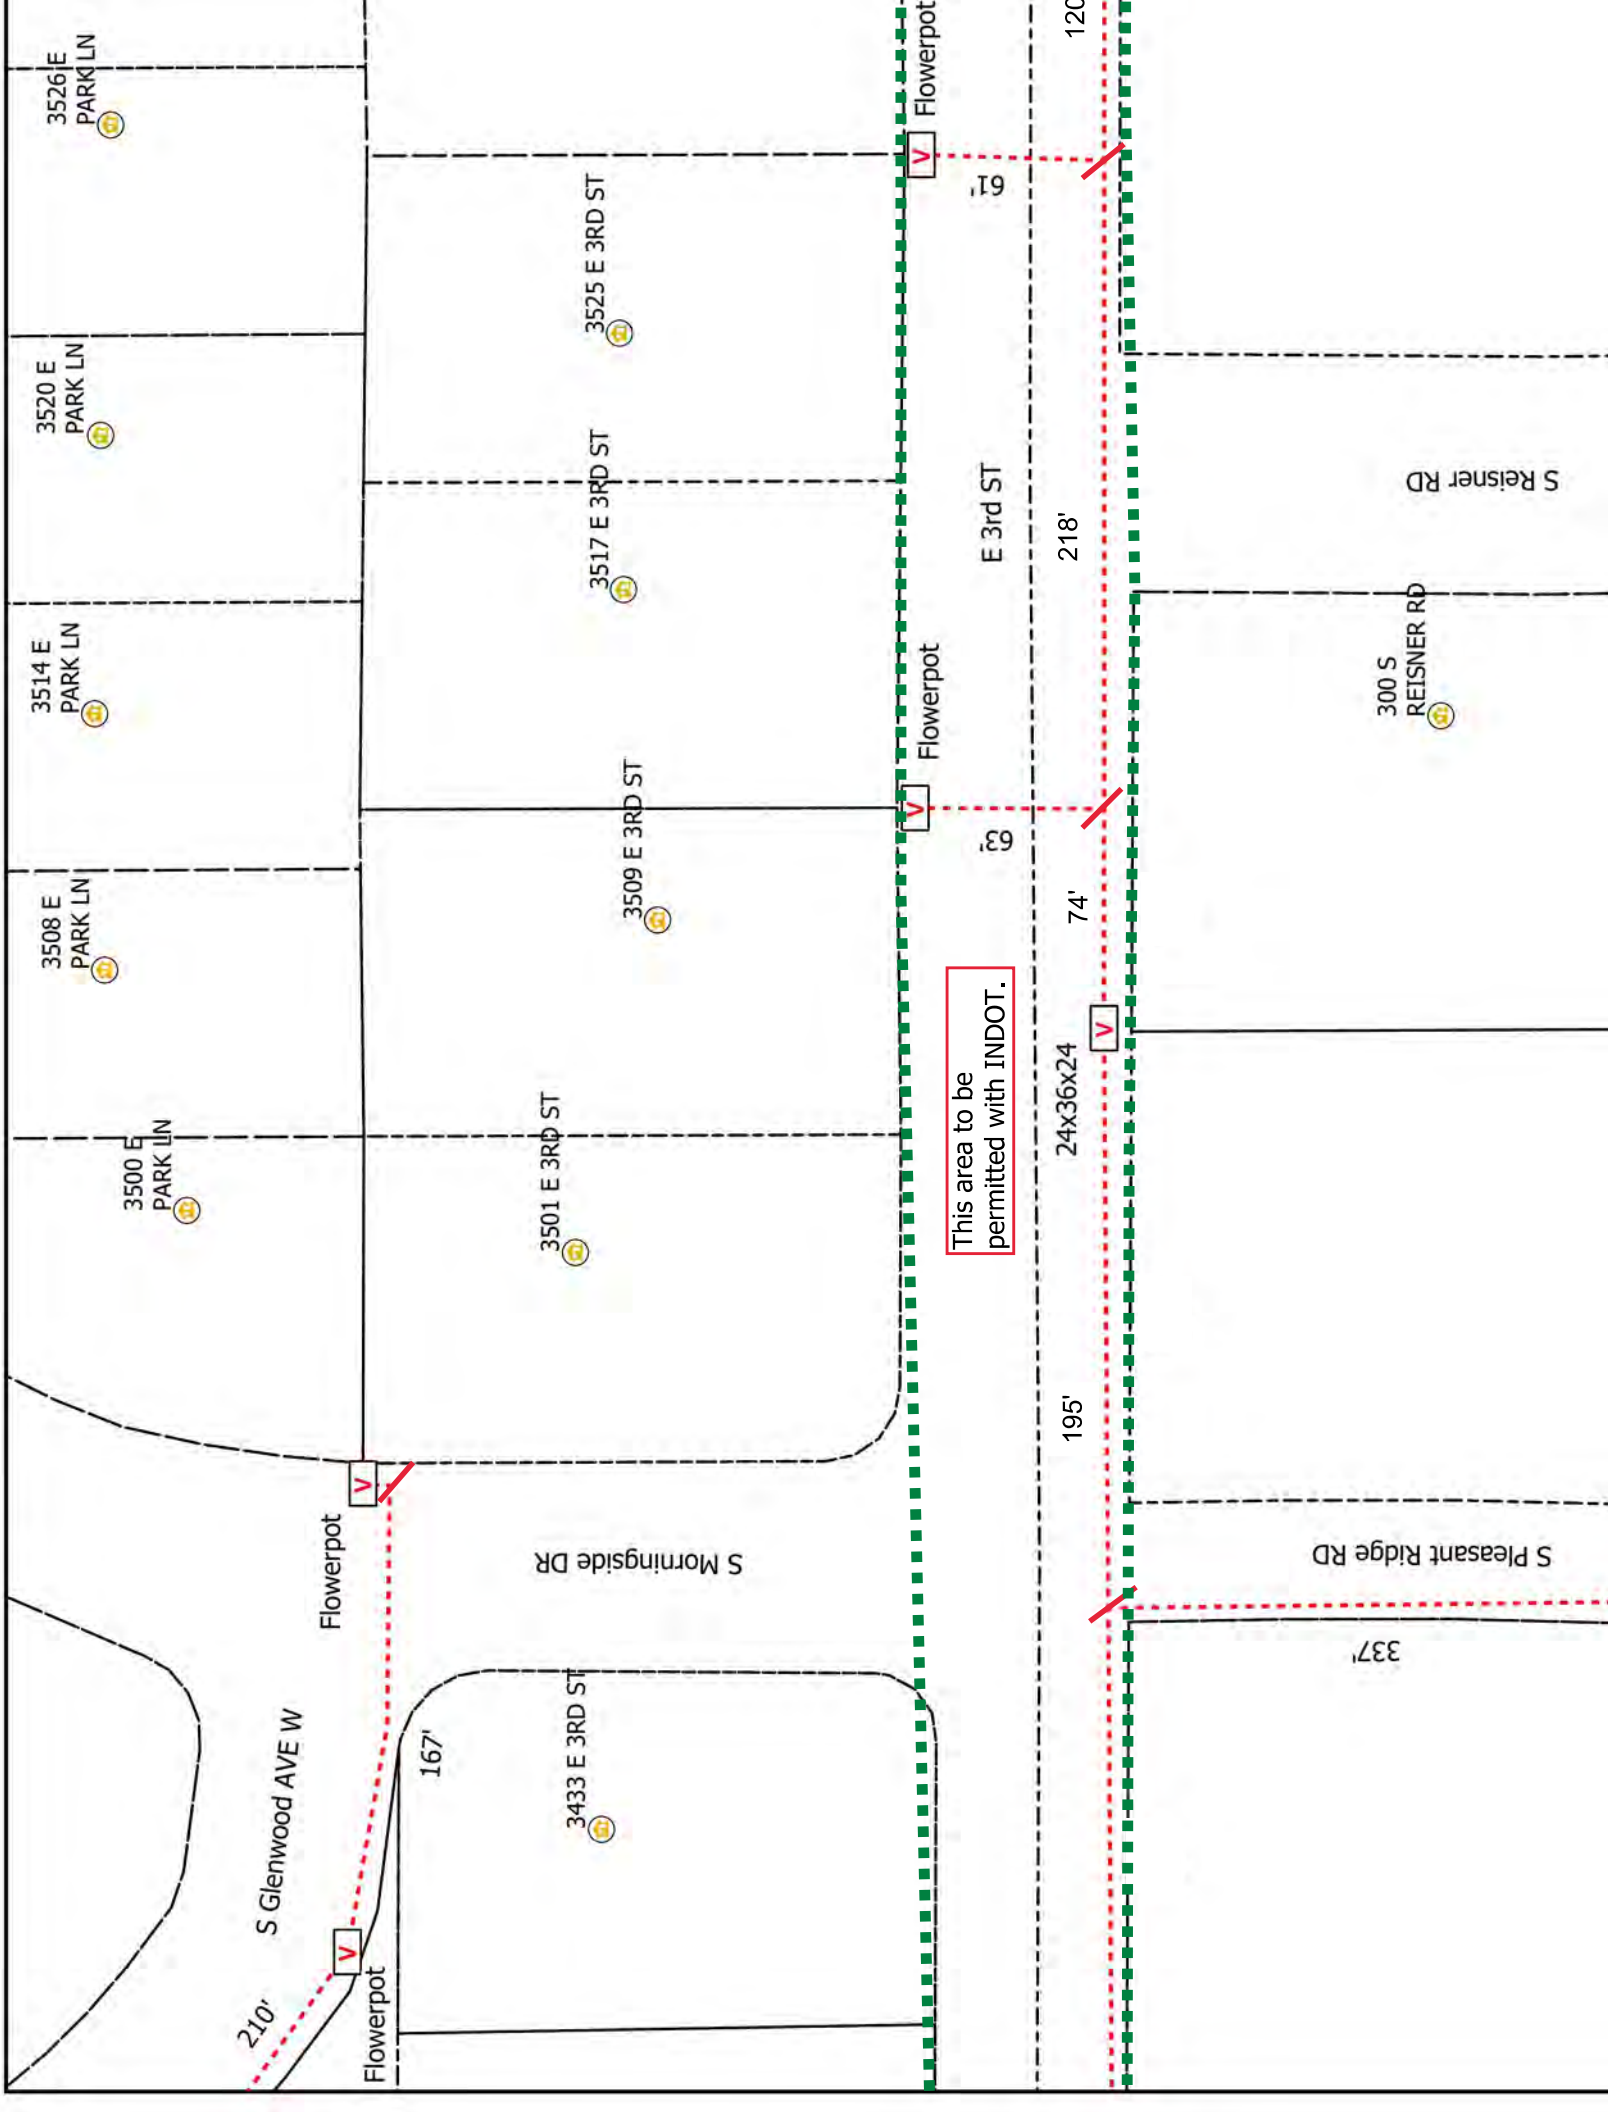 3526 E
PARK LN
3520 E
PARK LN
3514 E
PARK LN
3508 E
PARK LN
3500 E
PARK LN
3525 E 3RD ST
3517 E 3RD ST
3509 E 3RD ST
3501 E 3RD ST
3433 E 3RD ST
Flowerpot
V
61'
120
E 3rd ST
218'
S Reisner RD
300 S
REISNER RD
Flowerpot
V
63'
74'
V
24x36x24
This area to be
permitted with INDOT.
195'
V
Flowerpot
S Morningside DR
S Pleasant Ridge RD
337'
167'
S Glenwood AVE W
V
Flowerpot
210'